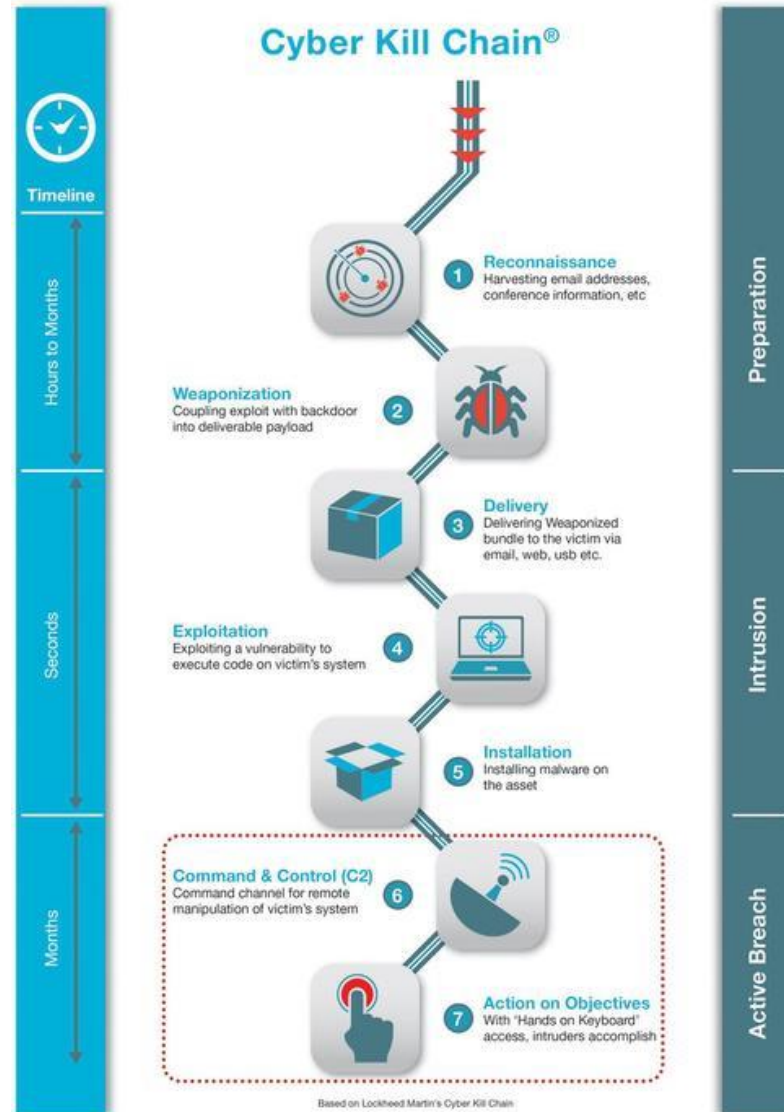 Cyber Kill Chain®
Timeline
Hours to Months
Preparation
1
Reconnaissance
Harvesting email addresses,
conference information, etc
Weaponization
Coupling exploit with backdoor
into deliverable payload
2
Seconds
Intrusion
3
Delivery
Delivering Weaponized
bundle to the victim via
email, web, usb etc.
Exploitation
Exploiting a vulnerability to
execute code on victim's system
4
5
Installation
Installing malware on
the asset
Months
Active Breach
Command & Control (C2)
Command channel for remote
manipulation of victim's system
6
7
Action on Objectives
With 'Hands on Keyboard'
access, intruders accomplish
Based on Lockheed Martin's Cyber Kill Chain